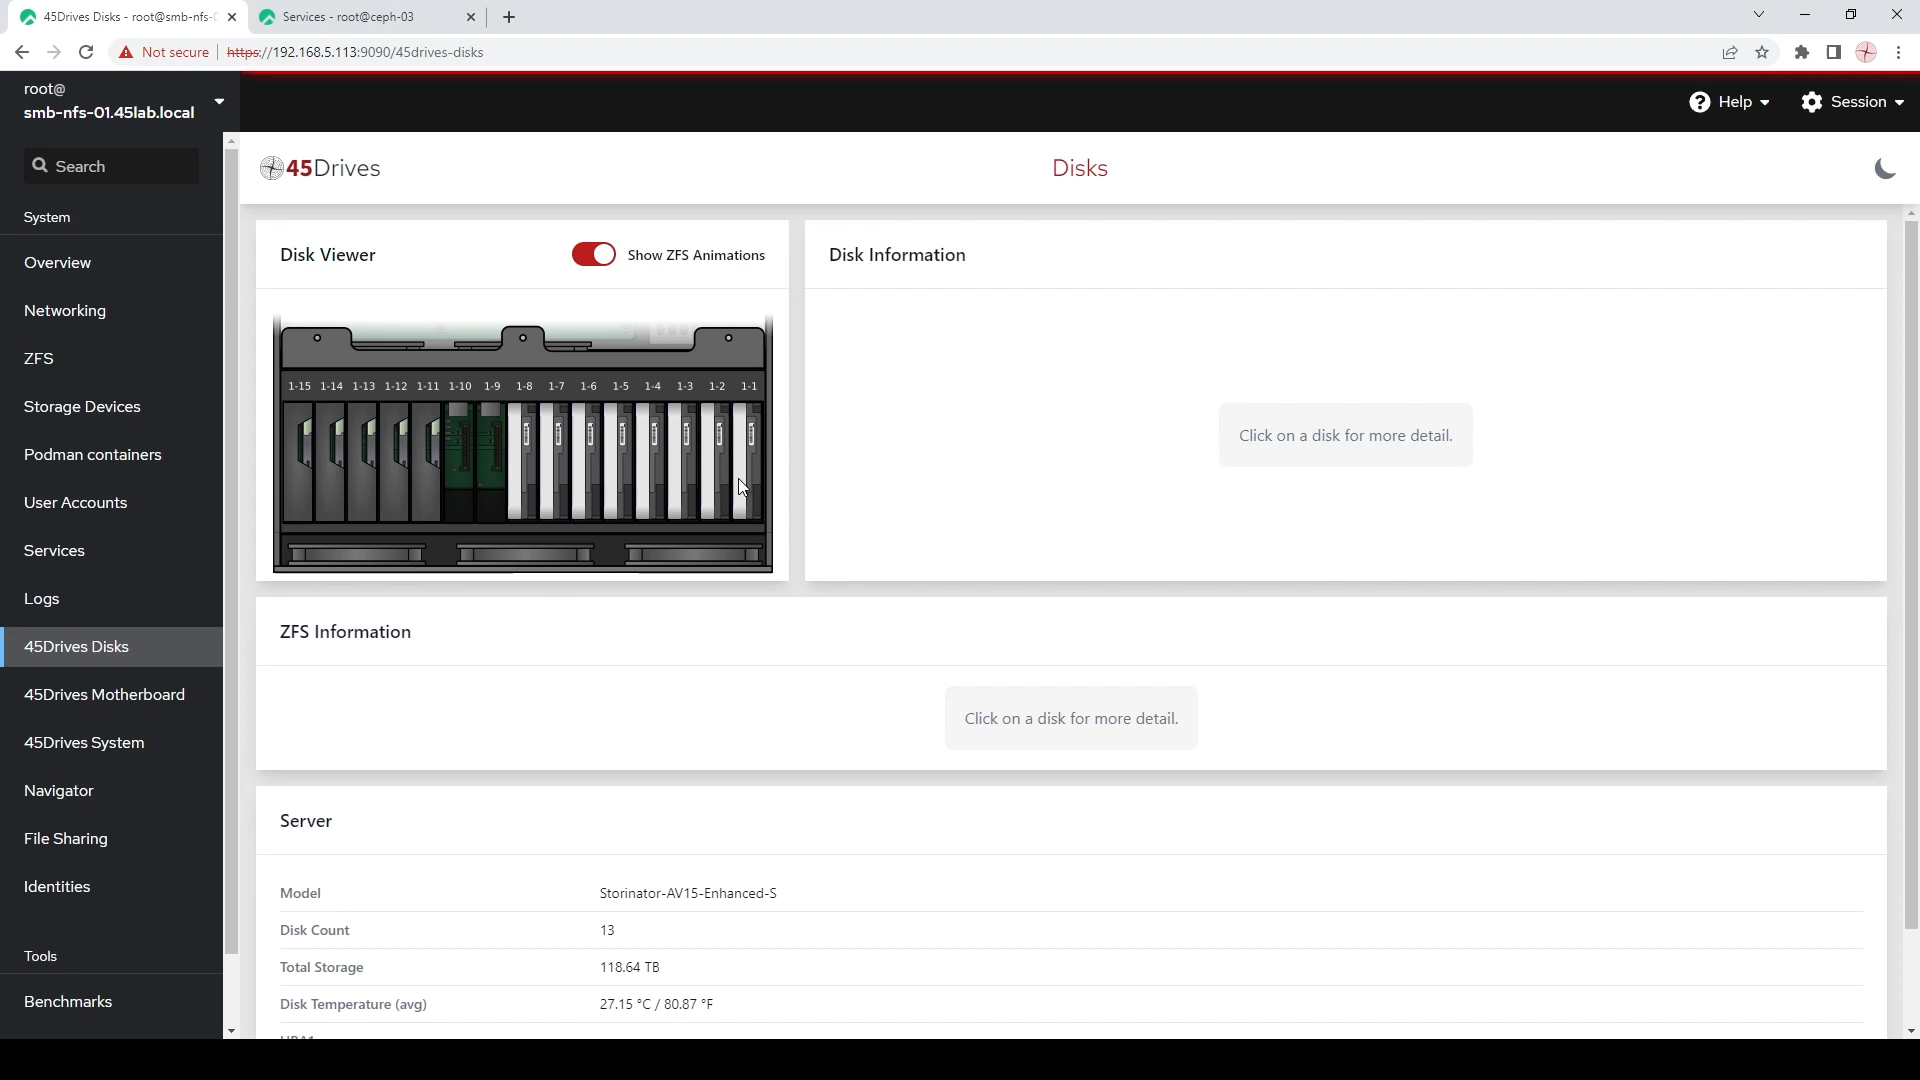 45Drives Disks - root@smb-nfs-
Services - root@ceph-03
Not secure
https://192.168.5.113:9090/45drives-disks
root@
smb-nfs-01.45lab.local
Help
Session
Search
System
Overview
Networking
ZFS
Storage Devices
Podman containers
User Accounts
Services
Logs
45Drives Disks
45Drives Motherboard
45Drives System
Navigator
File Sharing
Identities
Tools
Benchmarks
45Drives
Disks
Disk Viewer
Show ZFS Animations
1-15 1-14 1-13 1-12 1-11 1-10 1-9 1-8 1-7 1-6 1-5 1-4 1-3 1-2 1-1
Disk Information
Click on a disk for more detail.
ZFS Information
Click on a disk for more detail.
Server
Model Storinator-AV15-Enhanced-S
Disk Count 13
Total Storage 118.64 TB
Disk Temperature (avg) 27.15 °C / 80.87 °F